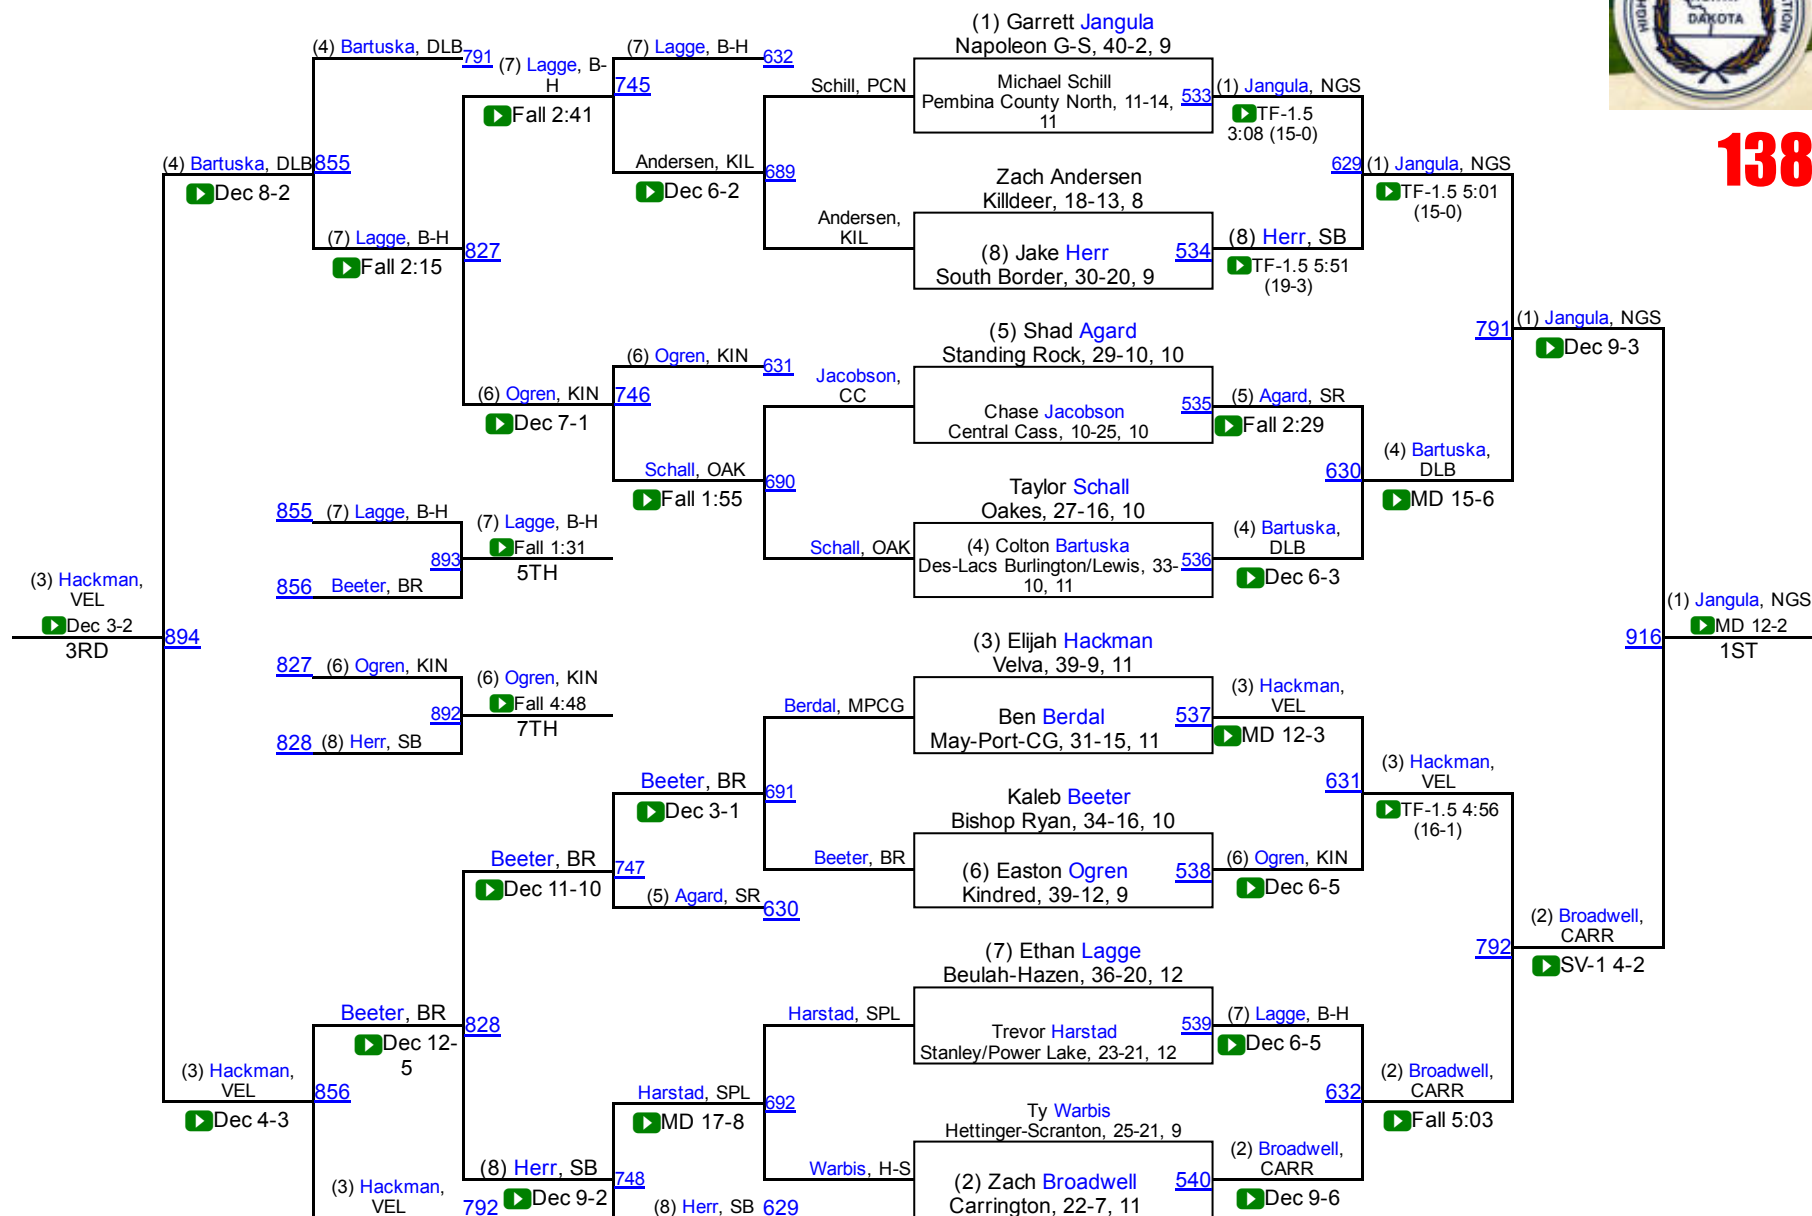 HIGH
DAKOTA
ATION
138
(1) Garrett Jangula
Napoleon G-S, 40-2, 9
Michael Schill
Pembina County North, 11-14,
11
533
Zach Andersen
Killdeer, 18-13, 8
(8) Jake Herr
South Border, 30-20, 9
534
(5) Shad Agard
Standing Rock, 29-10, 10
Chase Jacobson
Central Cass, 10-25, 10
535
Taylor Schall
Oakes, 27-16, 10
(4) Colton Bartuska
Des-Lacs Burlington/Lewis, 33-
10, 11
536
(3) Elijah Hackman
Velva, 39-9, 11
Ben Berdal
May-Port-CG, 31-15, 11
537
Kaleb Beeter
Bishop Ryan, 34-16, 10
(6) Easton Ogren
Kindred, 39-12, 9
538
(7) Ethan Lagge
Beulah-Hazen, 36-20, 12
Trevor Harstad
Stanley/Power Lake, 23-21, 12
539
Ty Warbis
Hettinger-Scranton, 25-21, 9
(2) Zach Broadwell
Carrington, 22-7, 11
540
(1) Jangula, NGS
TF-1.5
3:08 (15-0)
(8) Herr, SB
TF-1.5 5:51
(19-3)
629
(5) Agard, SR
Fall 2:29
(4) Bartuska,
DLB
Dec 6-3
630
(3) Hackman,
VEL
MD 12-3
(6) Ogren, KIN
Dec 6-5
631
(7) Lagge, B-H
Dec 6-5
(2) Broadwell,
CARR
Dec 9-6
632
(1) Jangula, NGS
TF-1.5 5:01
(15-0)
(4) Bartuska,
DLB
MD 15-6
791
(3) Hackman,
VEL
TF-1.5 4:56
(16-1)
(2) Broadwell,
CARR
Fall 5:03
792
(1) Jangula, NGS
Dec 9-3
(2) Broadwell,
CARR
SV-1 4-2
916
(1) Jangula, NGS
MD 12-2
1ST
Schill, PCN
Andersen,
KIL
689
Jacobson,
CC
Schall, OAK
690
Berdal, MPCG
Beeter, BR
691
Harstad, SPL
Warbis, H-S
692
(7) Lagge, B-H
632
Andersen, KIL
Dec 6-2
745
(6) Ogren, KIN
631
Schall, OAK
Fall 1:55
746
Beeter, BR
Dec 3-1
747
(5) Agard, SR
630
Harstad, SPL
MD 17-8
748
(8) Herr, SB
629
(7) Lagge, B-
H
Fall 2:41
(6) Ogren, KIN
Dec 7-1
827
Beeter, BR
Dec 11-10
(8) Herr, SB
Dec 9-2
828
(4) Bartuska, DLB
791
(7) Lagge, B-H
Fall 2:15
855
Beeter, BR
Dec 12-
5
856
(3) Hackman,
VEL
792
(4) Bartuska, DLB
Dec 8-2
(3) Hackman,
VEL
Dec 4-3
894
(3) Hackman,
VEL
Dec 3-2
3RD
855
(7) Lagge, B-H
856
Beeter, BR
893
(7) Lagge, B-H
Fall 1:31
5TH
827
(6) Ogren, KIN
828
(8) Herr, SB
892
(6) Ogren, KIN
Fall 4:48
7TH